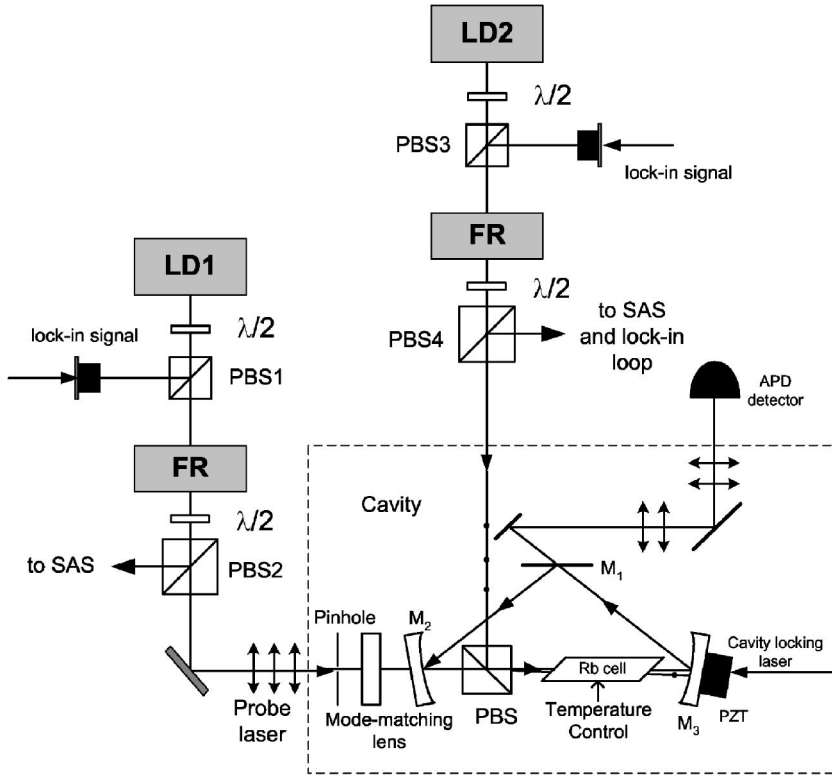 LD2
λ/2
PBS3
lock-in signal
FR
LD1
λ/2
λ/2
PBS4
to SAS
and lock-in
loop
lock-in signal
PBS1
APD
detector
FR
Cavity
λ/2
to SAS
PBS2
M1
Pinhole
M2
Cavity locking
laser
Rb cell
Probe
laser
Mode-matching
lens
PBS
Temperature
Control
M3
PZT